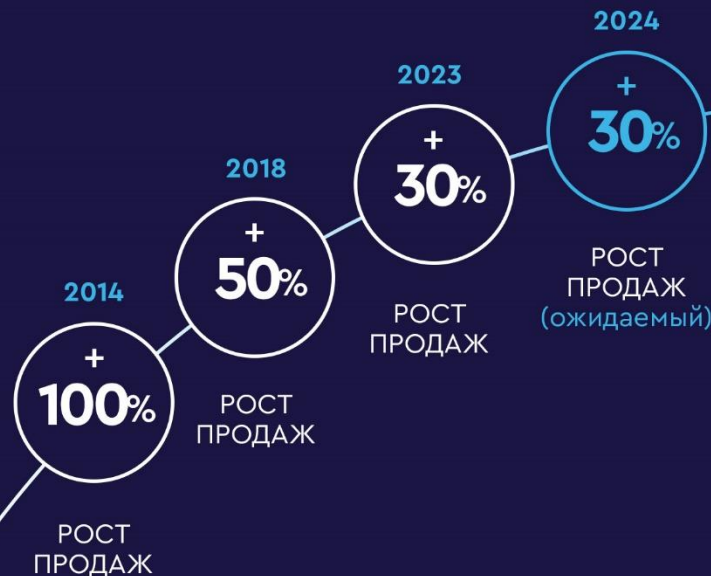 2014
+
100%
РОСТ
ПРОДАЖ
2018
+
50%
РОСТ
ПРОДАЖ
2023
+
30%
РОСТ
ПРОДАЖ
2024
+
30%
РОСТ
ПРОДАЖ
(ожидаемый)